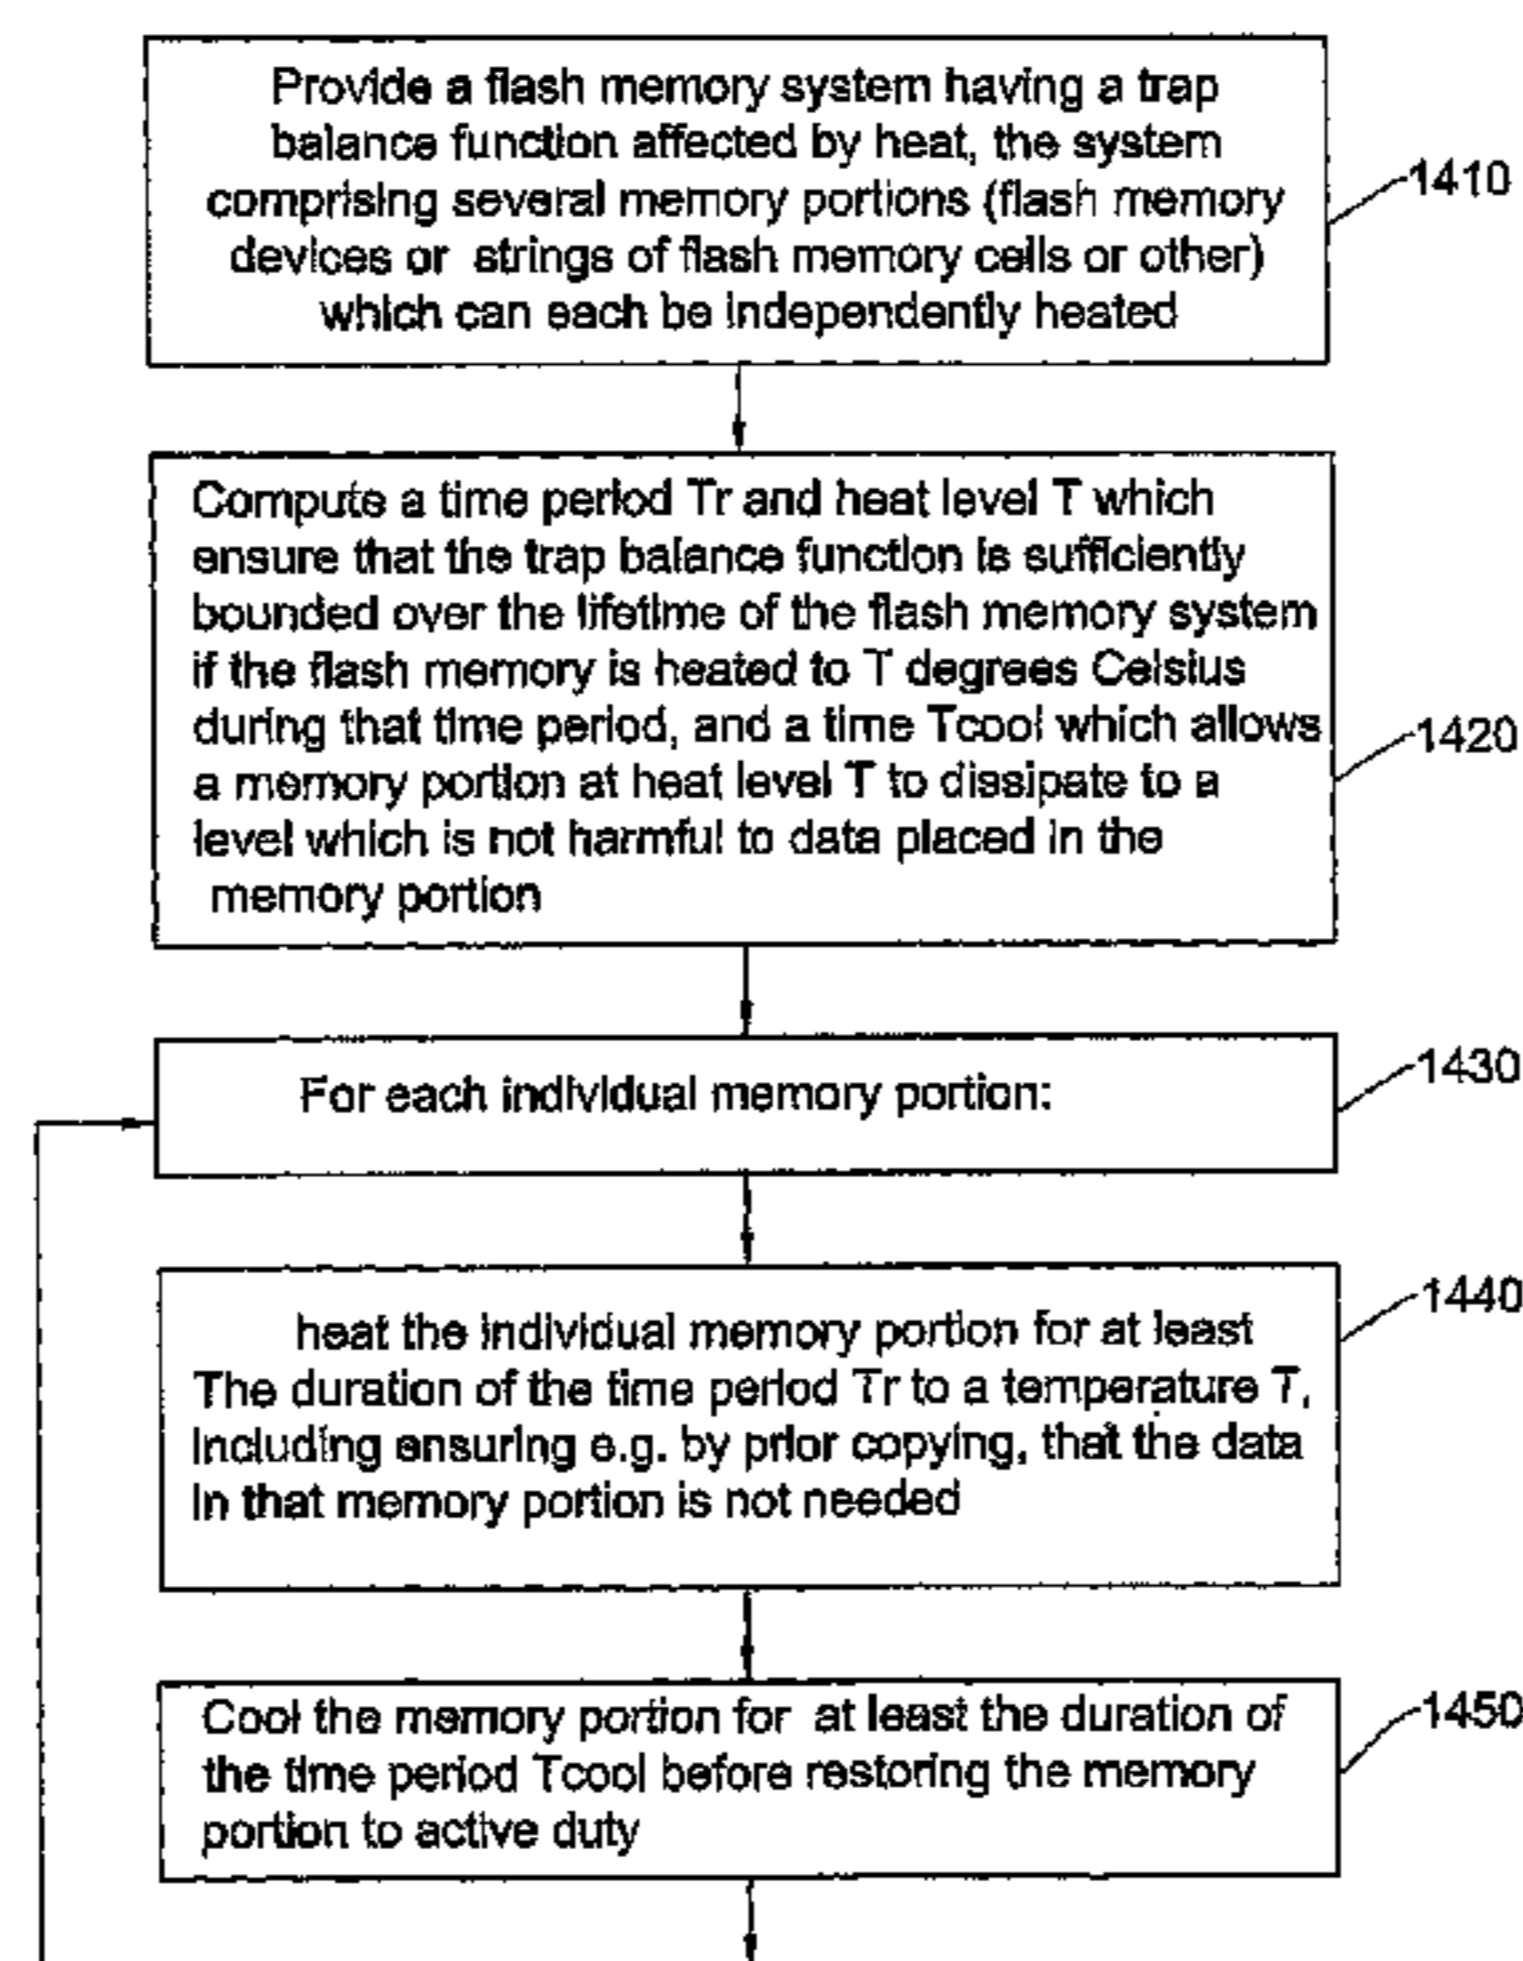 Provide a flash memory system having a trap
balance function affected by heat, the system
comprising several memory portions (flash memory
devices or strings of flash memory cells or other)
which can each be independently heated
1410
Compute a time period Tr and heat level T which
ensure that the trap balance function is sufficiently
bounded over the lifetime of the flash memory system
if the flash memory is heated to T degrees Celsius
during that time period, and a time Tcool which allows
a memory portion at heat level T to dissipate to a
level which is not harmful to data placed in the
memory portion
1420
For each individual memory portion:
1430
heat the individual memory portion for at least
The duration of the time period Tr to a temperature T,
including ensuring e.g. by prior copying, that the data
in that memory portion is not needed
1440
Cool the memory portion for at least the duration of
the time period Tcool before restoring the memory
portion to active duty
1450